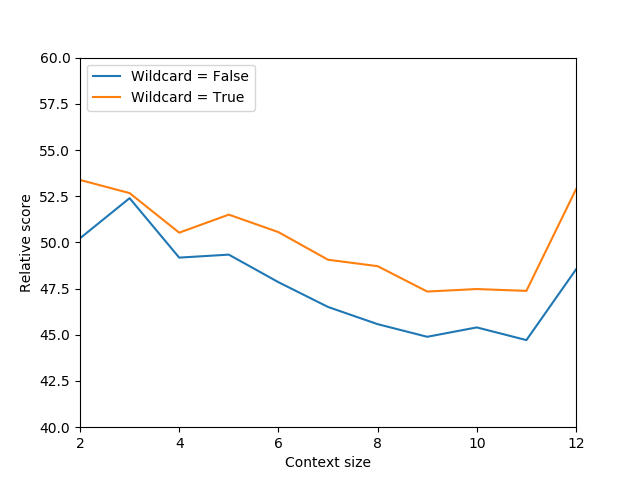 60.0
57.5
55.0
52.5
50.0
47.5
45.0
42.5
40.0
Relative score
Wildcard = False
Wildcard = True
2 4 6 8 10 12
Context size